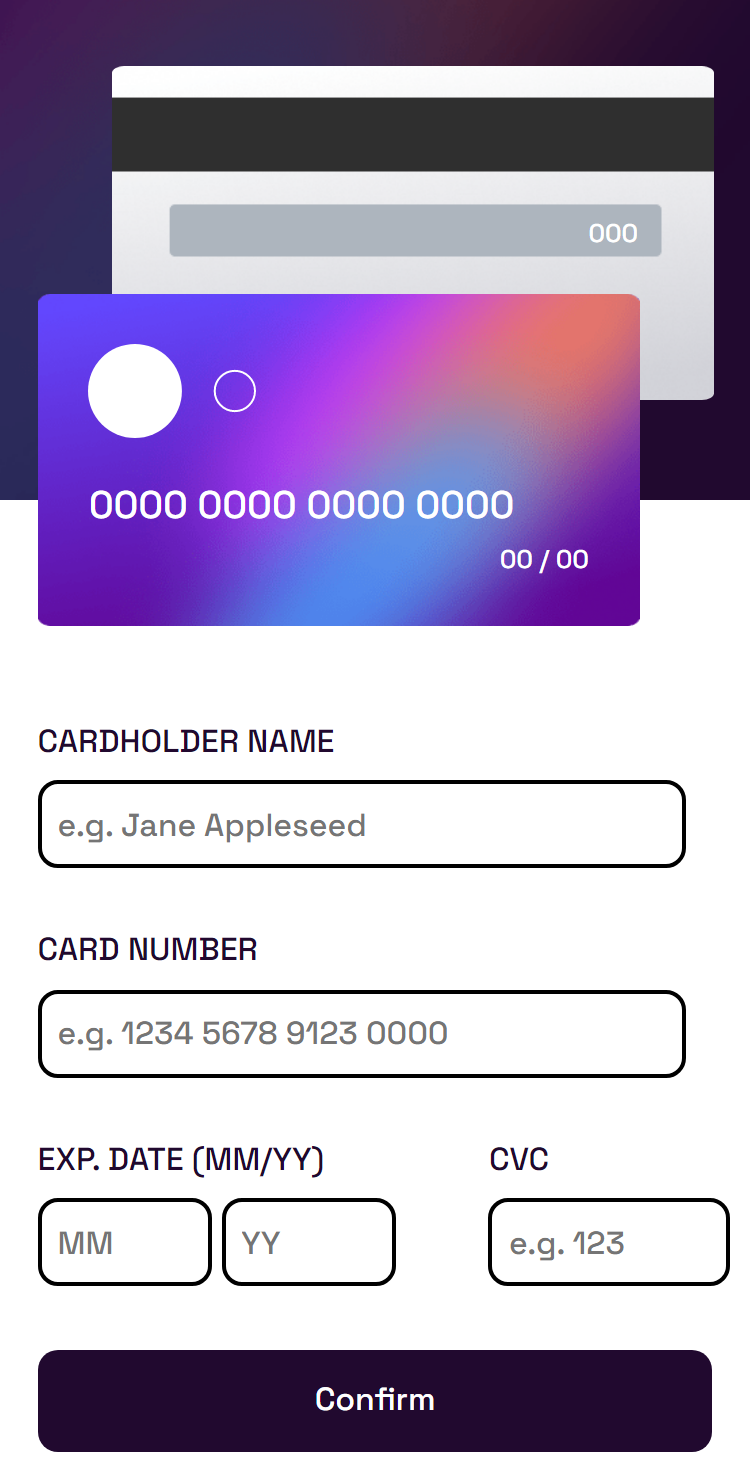 000
0000 0000 0000 0000
00 / 00
CARDHOLDER NAME
e.g. Jane Appleseed
CARD NUMBER
e.g. 1234 5678 9123 0000
EXP. DATE (MM/YY) CVC
MM YY e.g. 123
Confirm